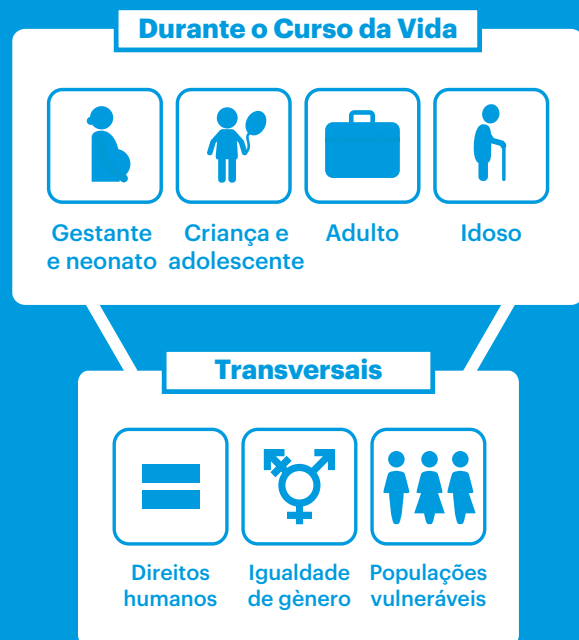 Durante o Curso da Vida
Gestante
e neonato
Criança e
adolescente
Adulto
Idoso
Transversais
Direitos
humanos
Igualdade
de gènero
Populações
vulneráveis